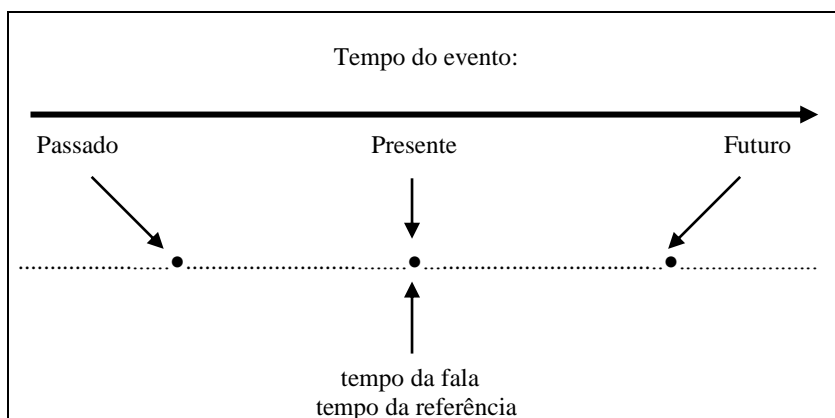 Tempo do evento:
Passado Presente Futuro
tempo da fala
tempo da referência